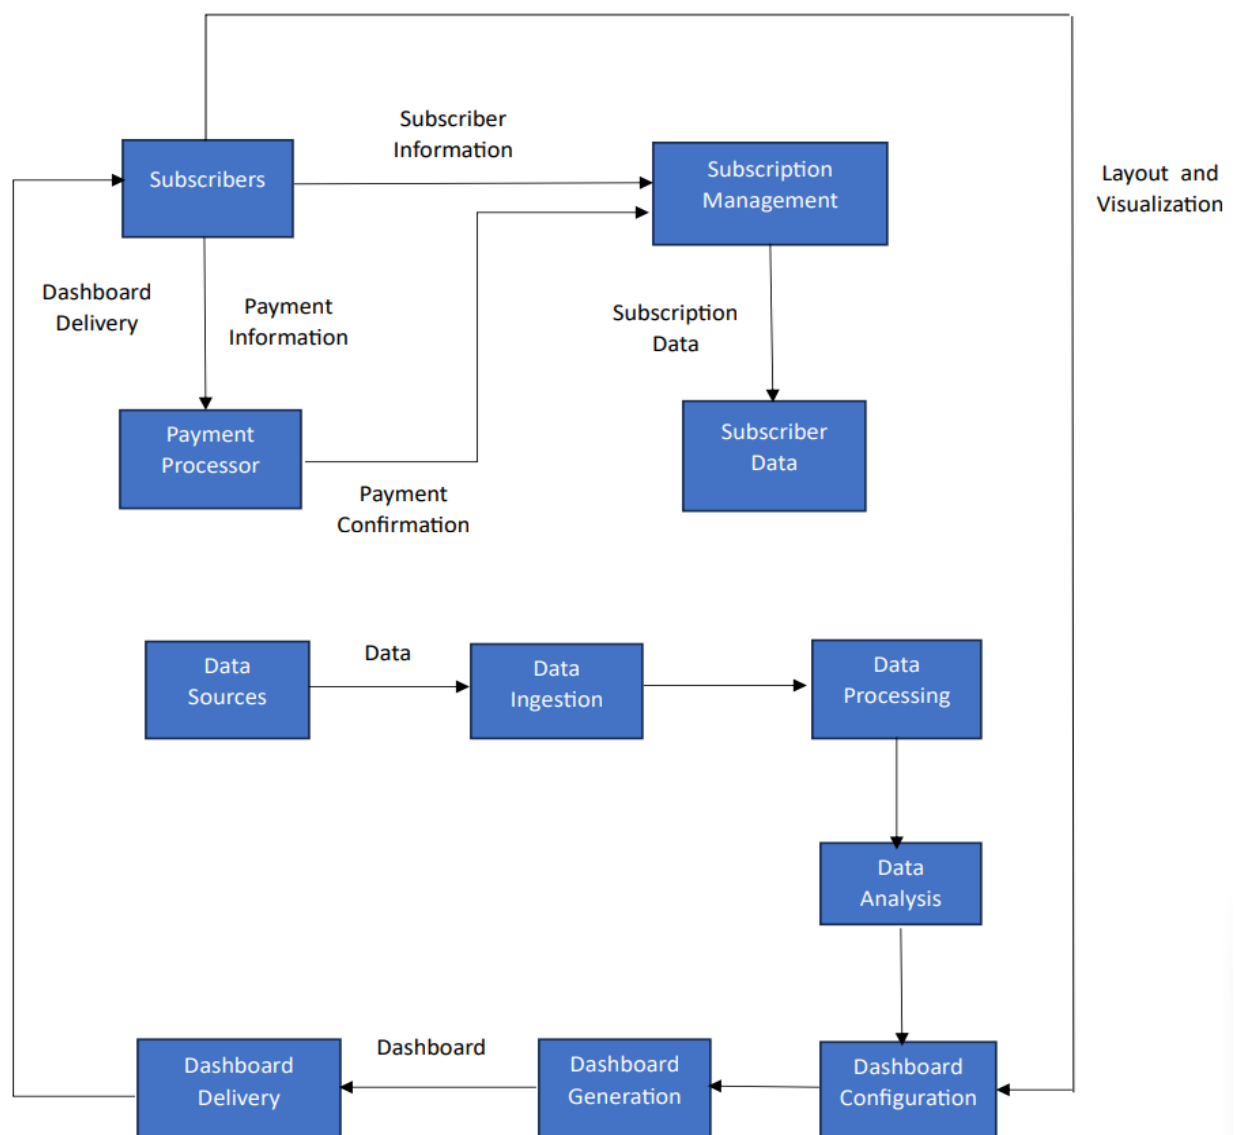 Subscriber
Information
Subscribers
Subscription
Management
Layout and
Visualization
Dashboard
Delivery
Payment
Information
Subscription
Data
Payment
Processor
Subscriber
Data
Payment
Confirmation
Data
Sources
Data
Data
Ingestion
Data
Processing
Data
Analysis
Dashboard
Delivery
Dashboard
Dashboard
Generation
Dashboard
Configuration